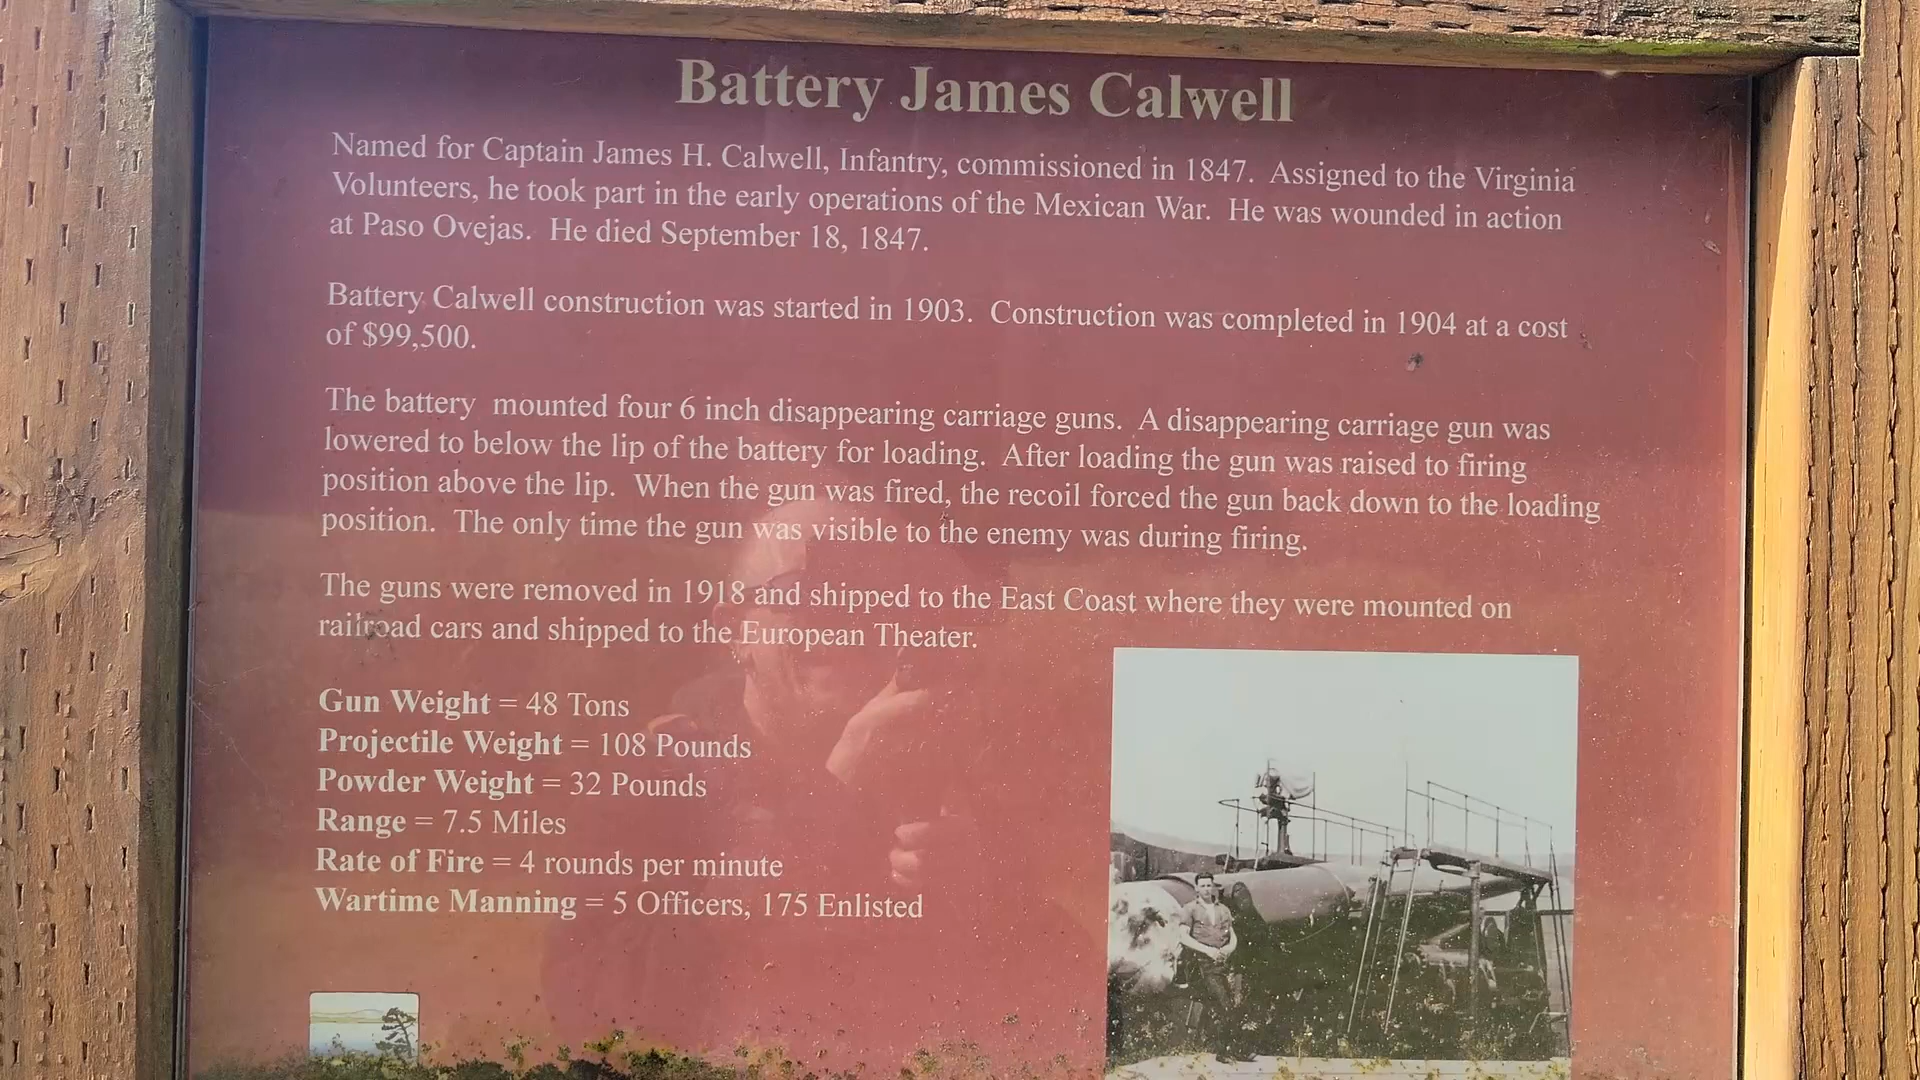 Battery James Calwell
Named for Captain James H. Calwell, Infantry, commissioned in 1847.  Assigned to the Virginia
Volunteers, he took part in the early operations of the Mexican War.  He was wounded in action
at Paso Ovejas.  He died September 18, 1847.
Battery Calwell construction was started in 1903.  Construction was completed in 1904 at a cost
of $99,500.
The battery  mounted four 6 inch disappearing carriage guns.  A disappearing carriage gun was
lowered to below the lip of the battery for loading.  After loading the gun was raised to firing
position above the lip.  When the gun was fired, the recoil forced the gun back down to the loading
position.  The only time the gun was visible to the enemy was during firing.
The guns were removed in 1918 and shipped to the East Coast where they were mounted on
railroad cars and shipped to the European Theater.
Gun Weight = 48 Tons
Projectile Weight = 108 Pounds
Powder Weight = 32 Pounds
Range = 7.5 Miles
Rate of Fire = 4 rounds per minute
Wartime Manning = 5 Officers, 175 Enlisted